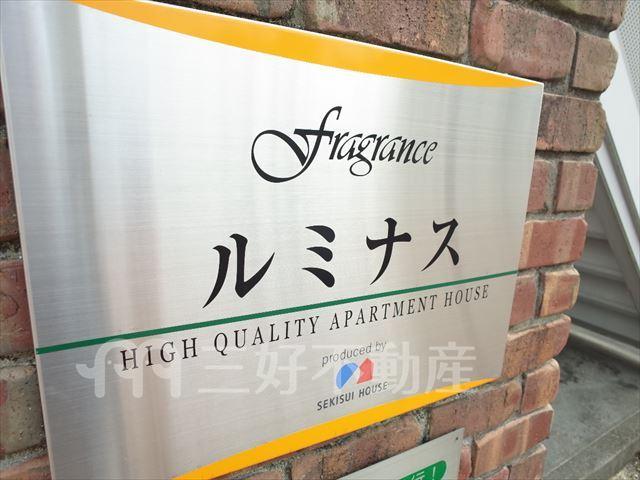 Fragrance
ルミナス
HIGH QUALITY APARTMENT HOUSE
produced by
SEKISUI HOUSE
三好不動産